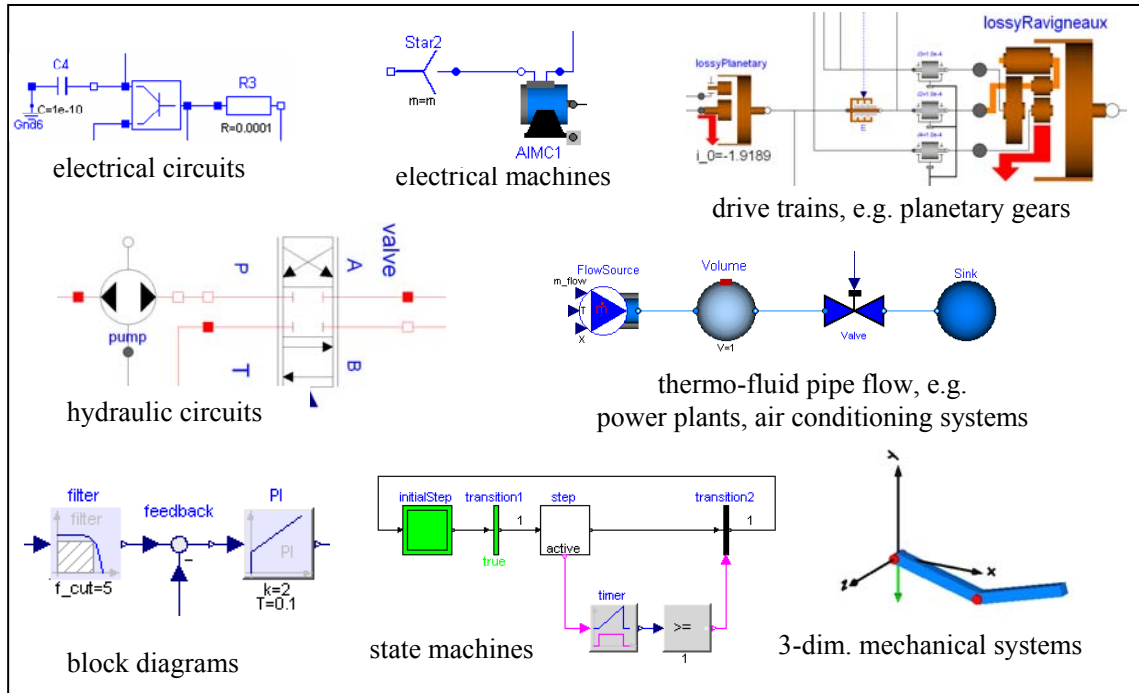 C4
C=1e-10
Gnd6
R3
R=0.0001
electrical circuits
Star2
m=m
AIMC1
electrical machines
lossyPlanetary
i_0=-1.9189
E
lossyRavigneaux
drive trains, e.g. planetary gears
pump
P
T
A
B
valve
hydraulic circuits
FlowSource
m_flow
T
X
m
Volume
V=1
Valve
Sink
thermo-fluid pipe flow, e.g.
power plants, air conditioning systems
filter
filter
f_cut=5
feedback
-
PI
PI
k=2
T=0.1
block diagrams
initialStep
transition1
1
true
step
active
transition2
1
timer
>=
1
state machines
y
x
z
3-dim. mechanical systems